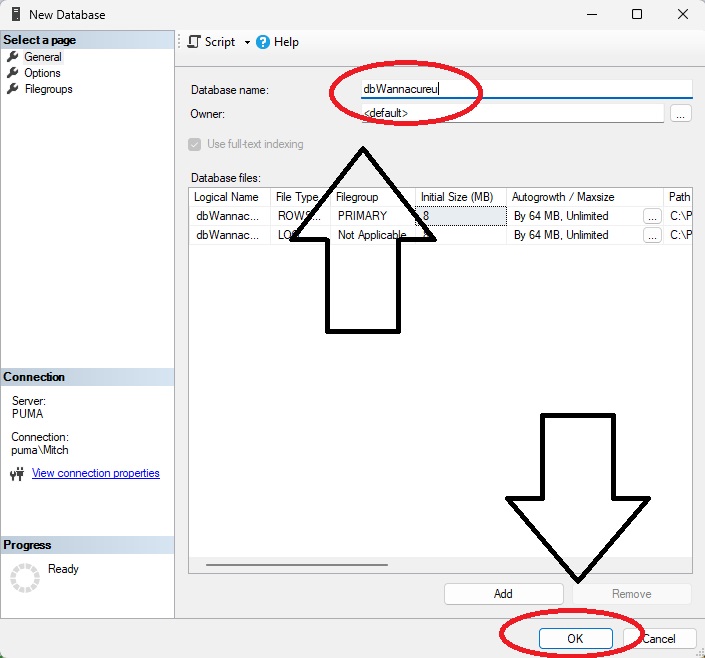 New Database
Select a page
General
Options
Filegroups
Script
Help
Database name:
dbWannacureu
Owner:
<default>
...
Use full-text indexing
Database files:
Logical Name File Type Filegroup Initial Size (MB) Autogrowth / Maxsize Path
dbWannac... ROWS... PRIMARY 8 By 64 MB, Unlimited ... C:\P
dbWannac... Not Applicable By 64 MB, Unlimited ... C:\P
Connection
Server:
PUMA
Connection:
puma\Mitch
View connection properties
Progress
Ready
Add
Remove
OK
Cancel